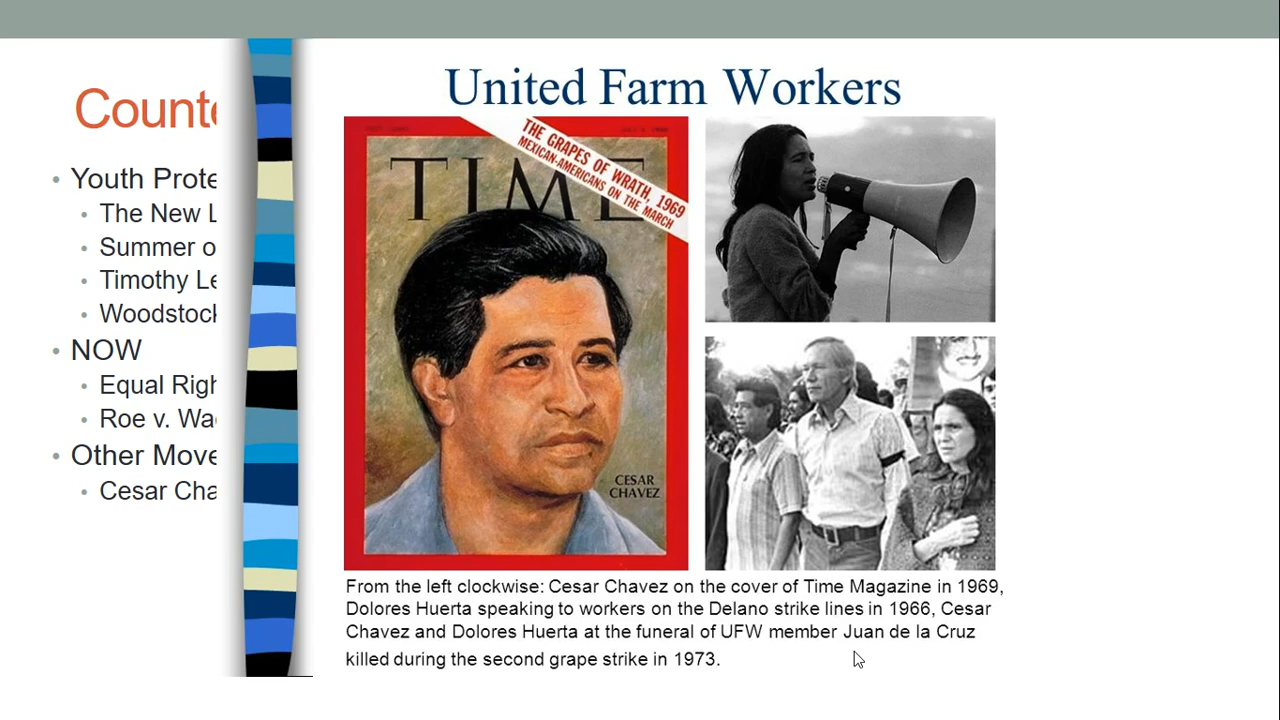 Counte
• Youth Prote
• The New L
• Summer o
• Timothy Le
• Woodstock
• NOW
• Equal Righ
• Roe v. Wa
• Other Move
• Cesar Cha
United Farm Workers
THE GRAPES OF WRATH, 1969
MEXICAN-AMERICANS ON THE MARCH
TIME
CESAR
CHAVEZ
From the left clockwise: Cesar Chavez on the cover of Time Magazine in 1969,
Dolores Huerta speaking to workers on the Delano strike lines in 1966, Cesar
Chavez and Dolores Huerta at the funeral of UFW member Juan de la Cruz
killed during the second grape strike in 1973.